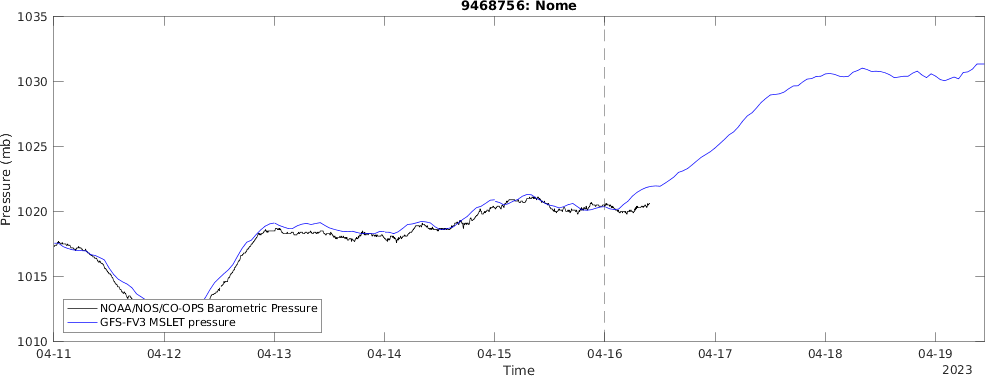 9468756: Nome
1035
1030
1025
1020
1015
1010
Pressure (mb)
NOAA/NOS/CO-OPS Barometric Pressure
GFS-FV3 MSLET pressure
04-11 04-12 04-13 04-14 04-15 04-16 04-17 04-18 04-19
Time
2023